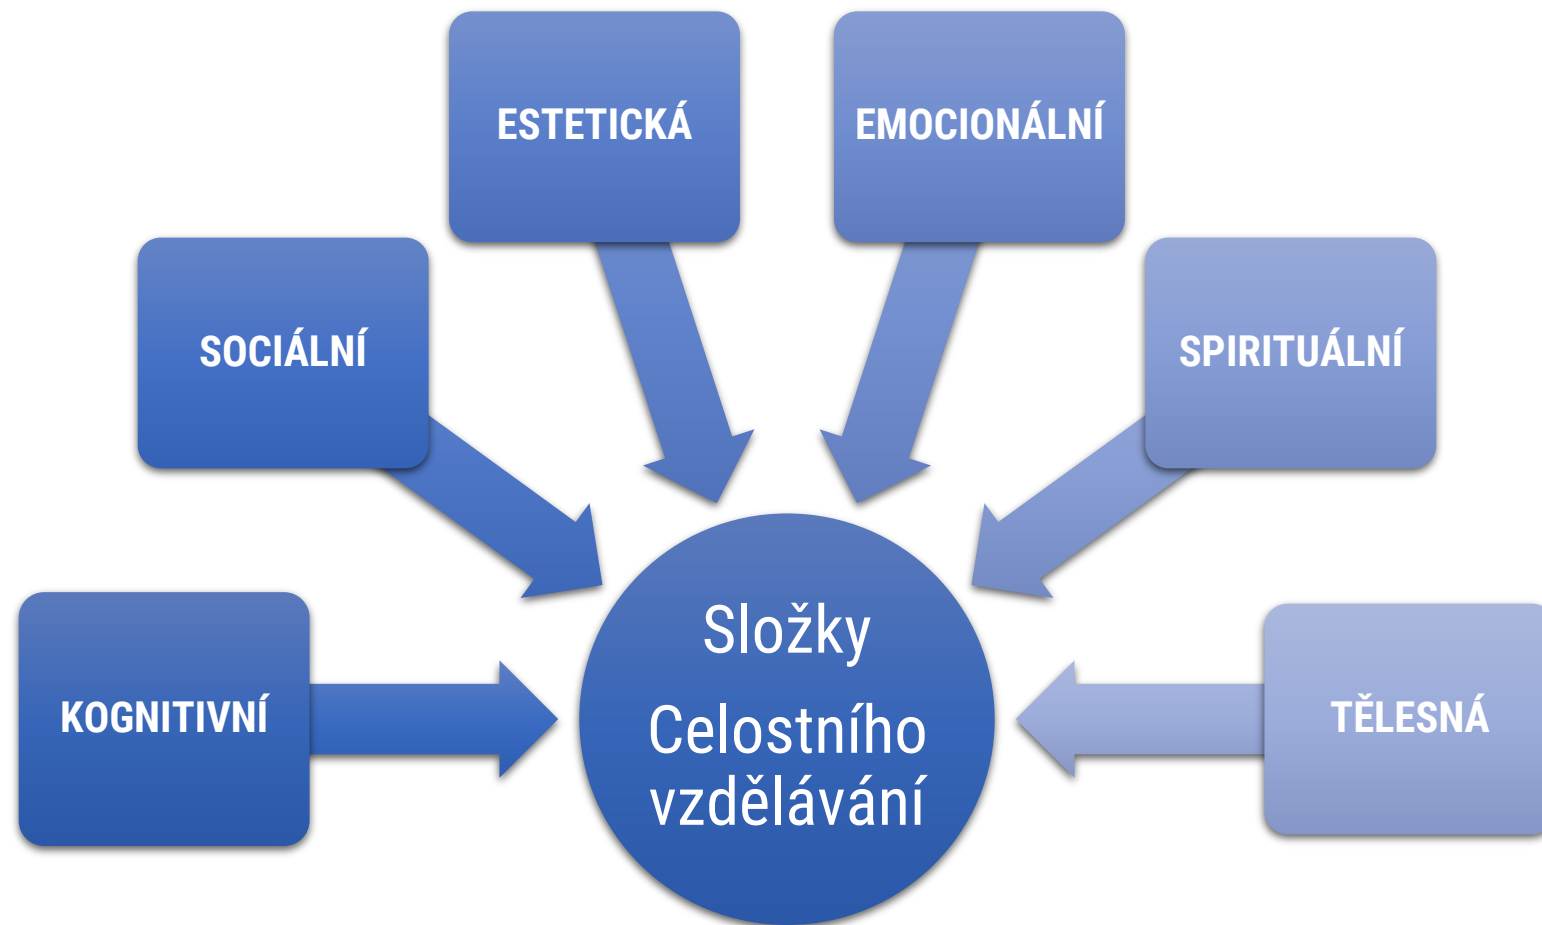 ESTETICKÁ
EMOCIONÁLNÍ
SOCIÁLNÍ
SPIRITUÁLNÍ
KOGNITIVNÍ
TĚLESNÁ
Složky
Celostního
vzdělávání